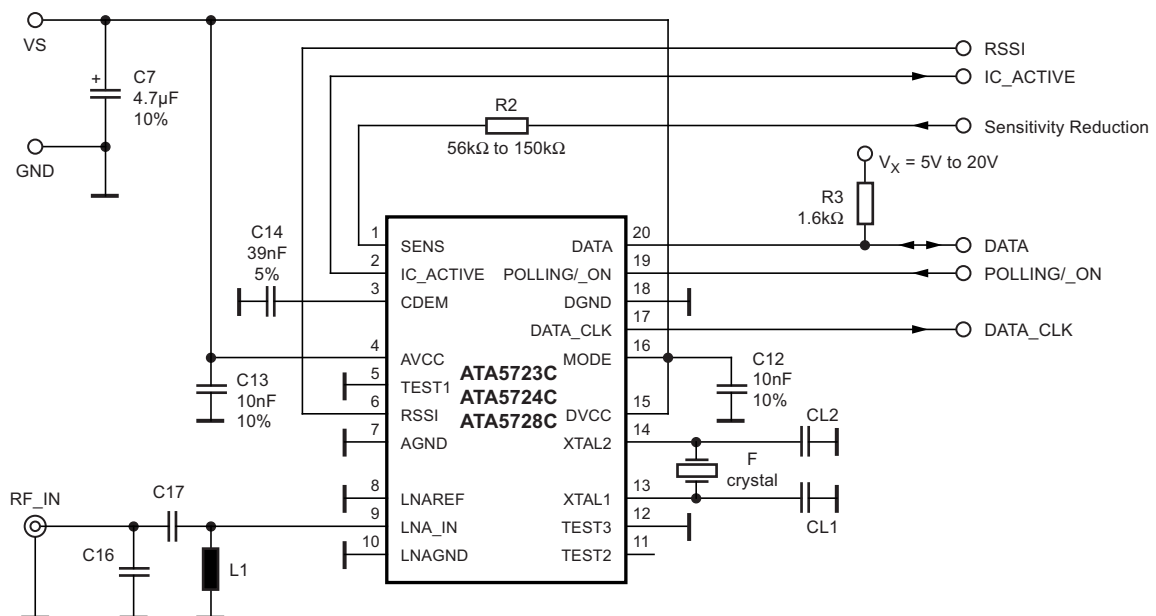 VS
C7
+
4.7µF
10%
GND
RSSI
IC_ACTIVE
R2
56kΩ to 150kΩ
Sensitivity Reduction
VX = 5V to 20V
R3
1.6kΩ
C14
39nF
5%
1 SENS
2 IC_ACTIVE
3 CDEM
4 AVCC
5 TEST1
6 RSSI
7 AGND
8 LNAREF
9 LNA_IN
10 LNAGND
ATA5723C
ATA5724C
ATA5728C
DATA 20
POLLING/_ON 19
DGND 18
DATA_CLK 17
MODE 16
DVCC 15
XTAL2 14
XTAL1 13
TEST3 12
TEST2 11
DATA
POLLING/_ON
DATA_CLK
C13
10nF
10%
C12
10nF
10%
CL2
F
crystal
CL1
RF_IN
C17
C16
L1